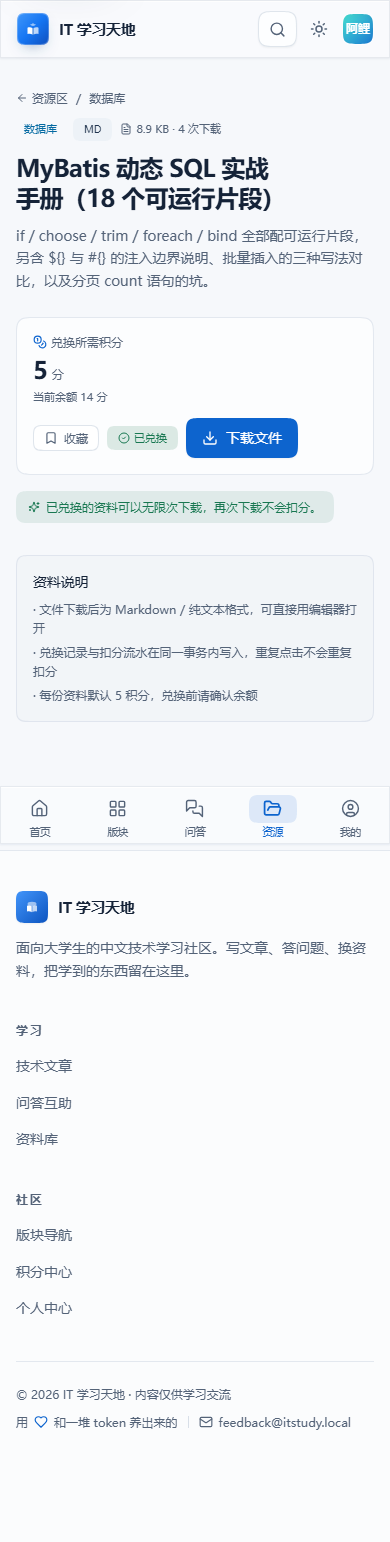 IT 学习天地
阿鲤
资源区 / 数据库
数据库 MD 8.9 KB · 4 次下载
MyBatis 动态 SQL 实战
手册（18 个可运行片段）
if / choose / trim / foreach / bind 全部配可运行片段，
另含 ${} 与 #{} 的注入边界说明、批量插入的三种写法对
比，以及分页 count 语句的坑。
兑换所需积分
5 分
当前余额 14 分
收藏 已兑换 下载文件
已兑换的资料可以无限次下载，再次下载不会扣分。
资料说明
· 文件下载后为 Markdown / 纯文本格式，可直接用编辑器打
开
· 兑换记录与扣分流水在同一事务内写入，重复点击不会重复
扣分
· 每份资料默认 5 积分，兑换前请确认余额
首页 版块 问答 资源 我的
IT 学习天地
面向大学生的中文技术学习社区。写文章、答问题、换资
料，把学到的东西留在这里。
学习
技术文章
问答互助
资料库
社区
版块导航
积分中心
个人中心
© 2026 IT 学习天地 · 内容仅供学习交流
用 和一堆 token 养出来的 feedback@itstudy.local